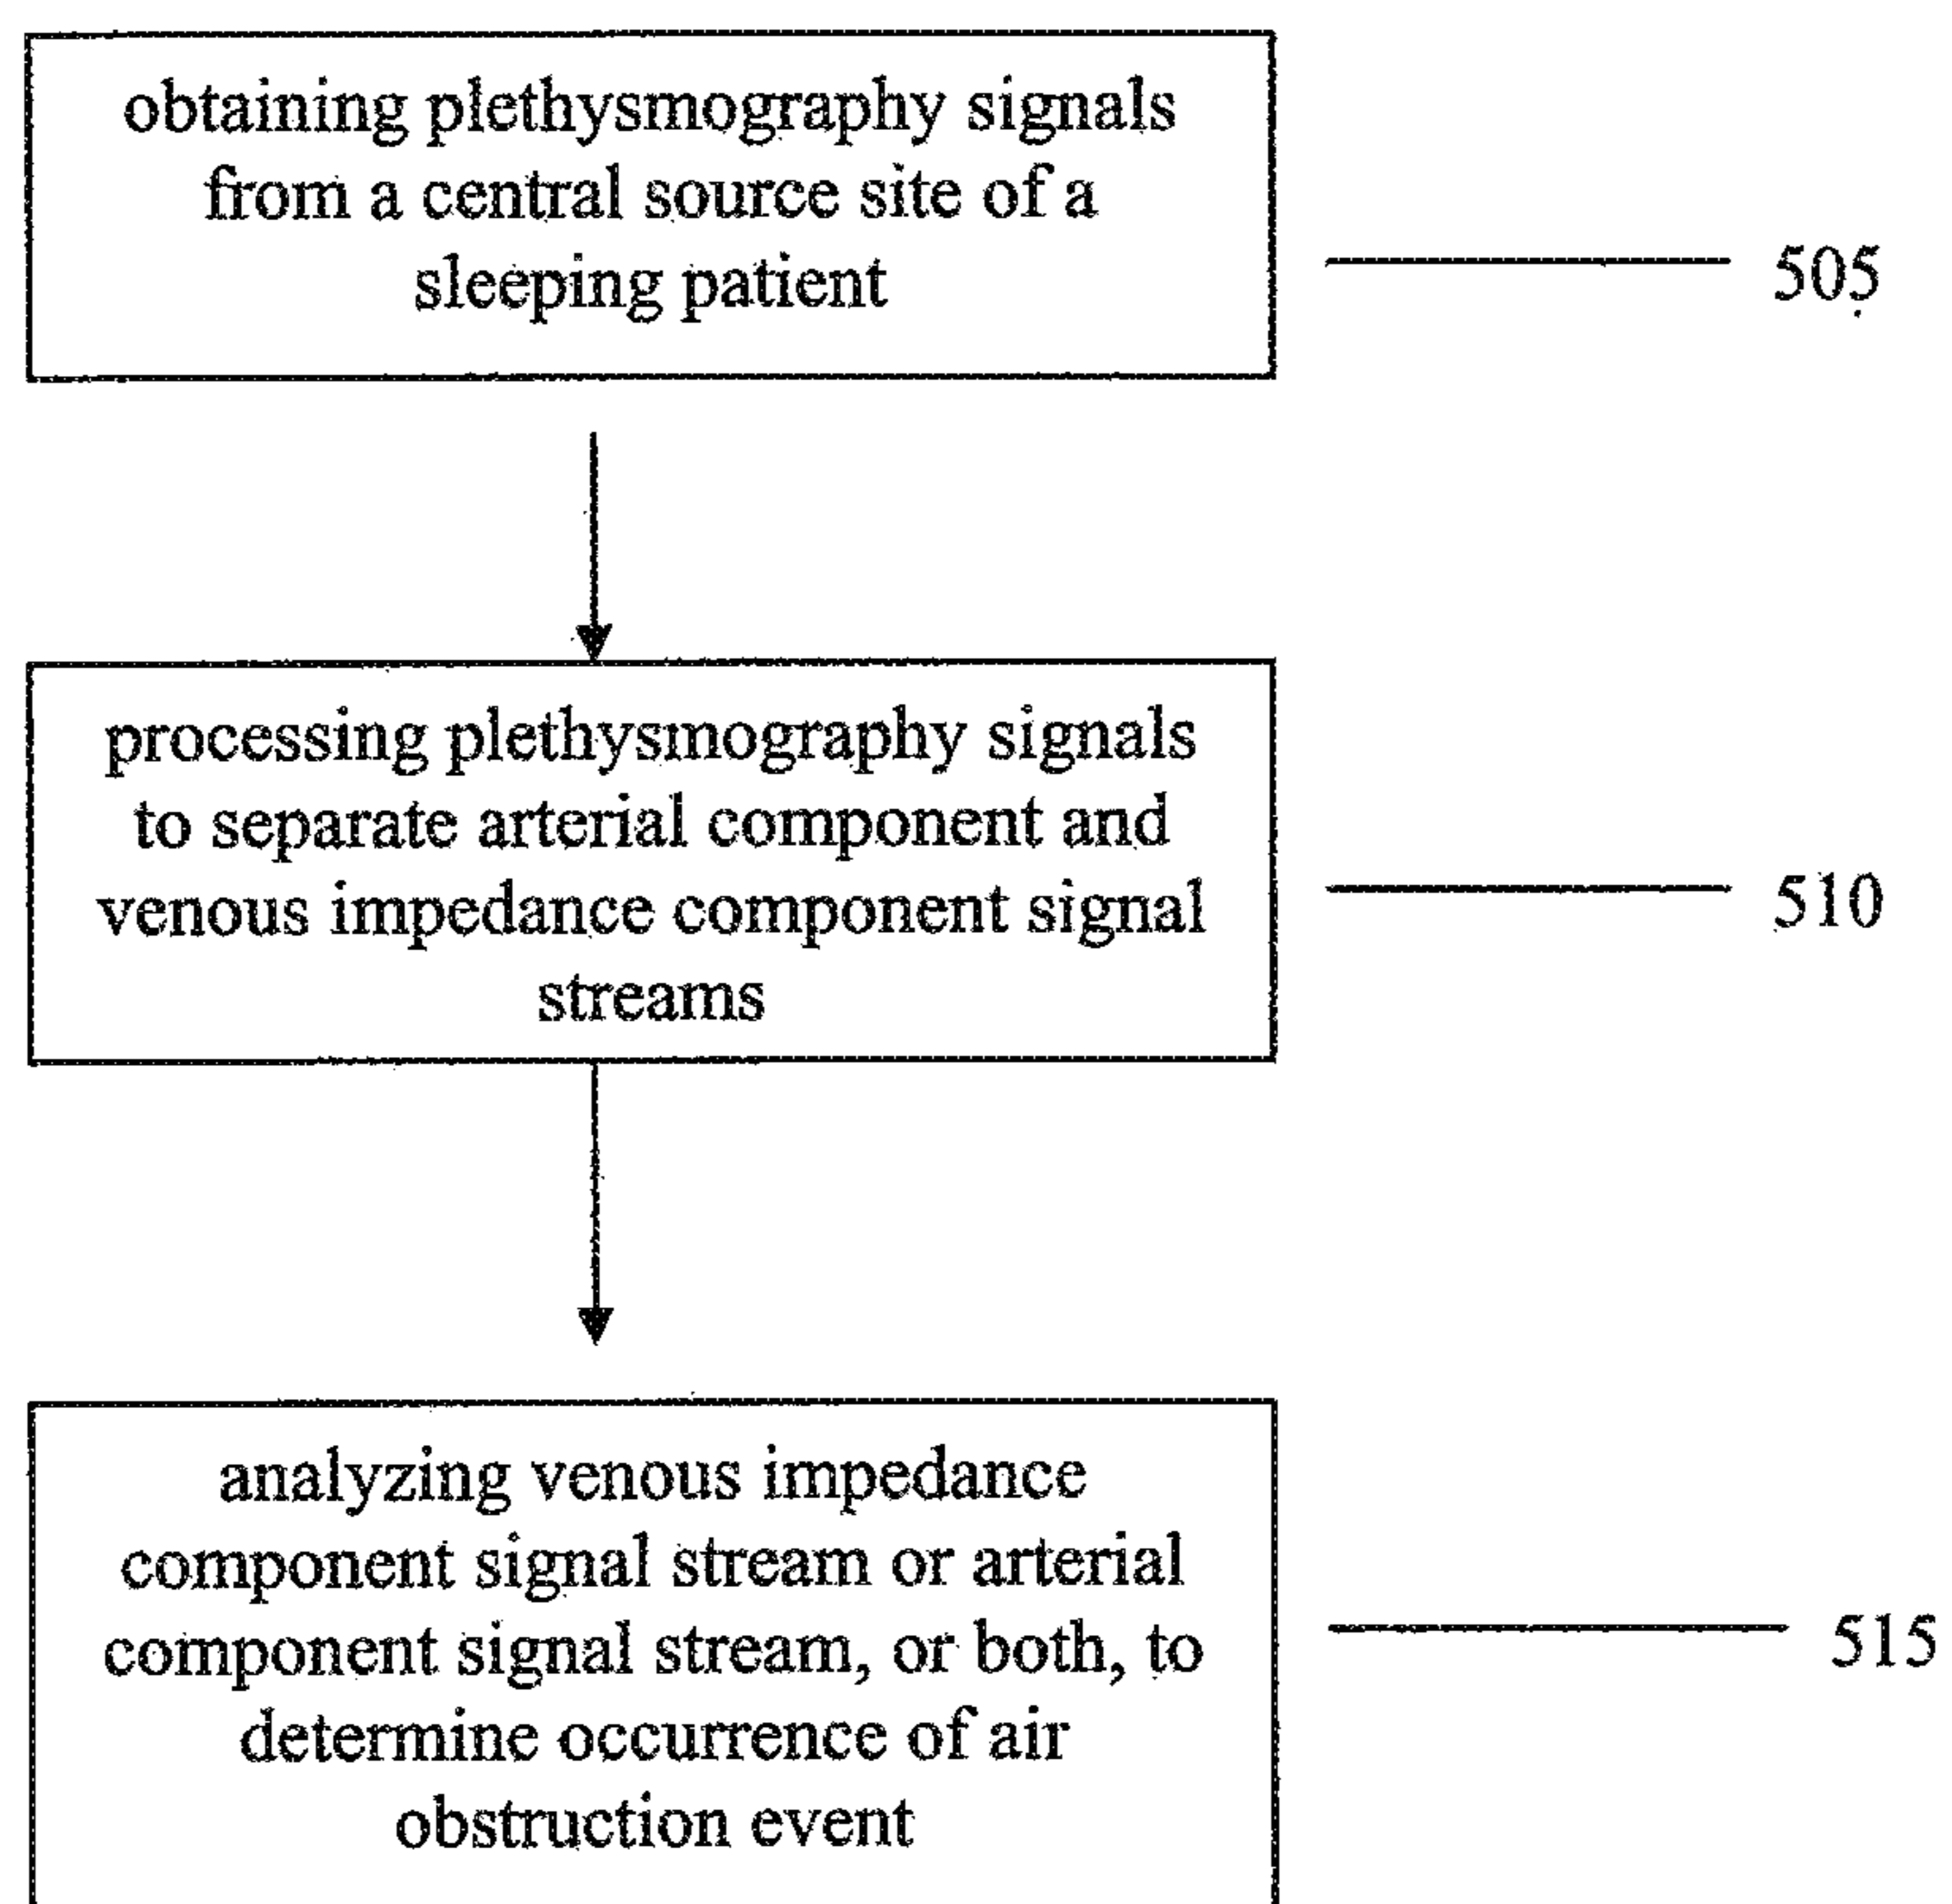 obtaining plethysmography signals
from a central source site of a
sleeping patient
505
processing plethysmography signals
to separate arterial component and
venous impedance component signal
streams
510
analyzing venous impedance
component signal stream or arterial
component signal stream, or both, to
determine occurrence of air
obstruction event
515